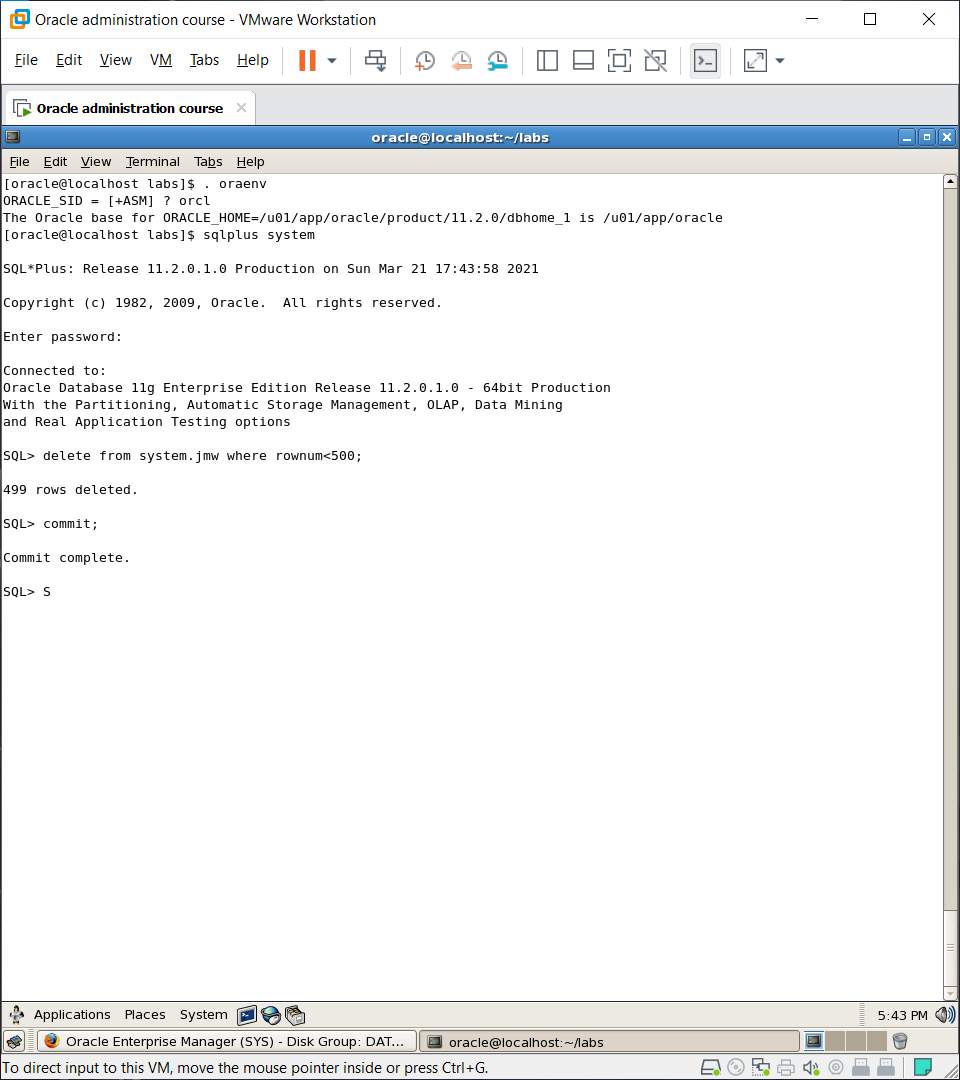 Oracle administration course - VMware Workstation
File Edit View VM Tabs Help
Oracle administration course
oracle@localhost:~/labs
File Edit View Terminal Tabs Help
[oracle@localhost labs]$ . oraenv
ORACLE_SID = [+ASM] ? orcl
The Oracle base for ORACLE_HOME=/u01/app/oracle/product/11.2.0/dbhome_1 is /u01/app/oracle
[oracle@localhost labs]$ sqlplus system
SQL*Plus: Release 11.2.0.1.0 Production on Sun Mar 21 17:43:58 2021
Copyright (c) 1982, 2009, Oracle.  All rights reserved.
Enter password:
Connected to:
Oracle Database 11g Enterprise Edition Release 11.2.0.1.0 - 64bit Production
With the Partitioning, Automatic Storage Management, OLAP, Data Mining
and Real Application Testing options
SQL> delete from system.jmw where rownum<500;
499 rows deleted.
SQL> commit;
Commit complete.
SQL> S
Applications Places System 5:43 PM
Oracle Enterprise Manager (SYS) - Disk Group: DAT... oracle@localhost:~/labs
To direct input to this VM, move the mouse pointer inside or press Ctrl+G.